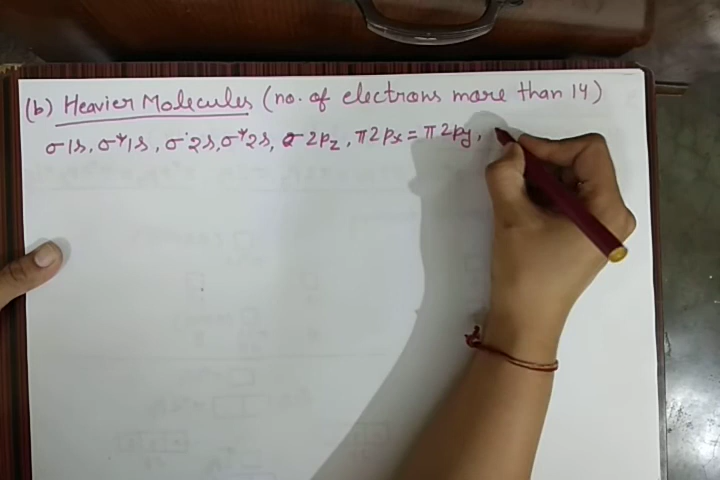 (b) Heavier Molecules (no. of electrons more than 14)
σ1s, σ*1s, σ2s, σ*2s, σ2pz, π2px = π2py,